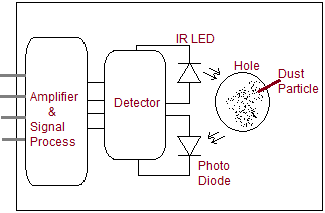 IR LED
Hole
Dust
Particle
Amplifier
&
Signal
Process
Detector
Photo
Diode